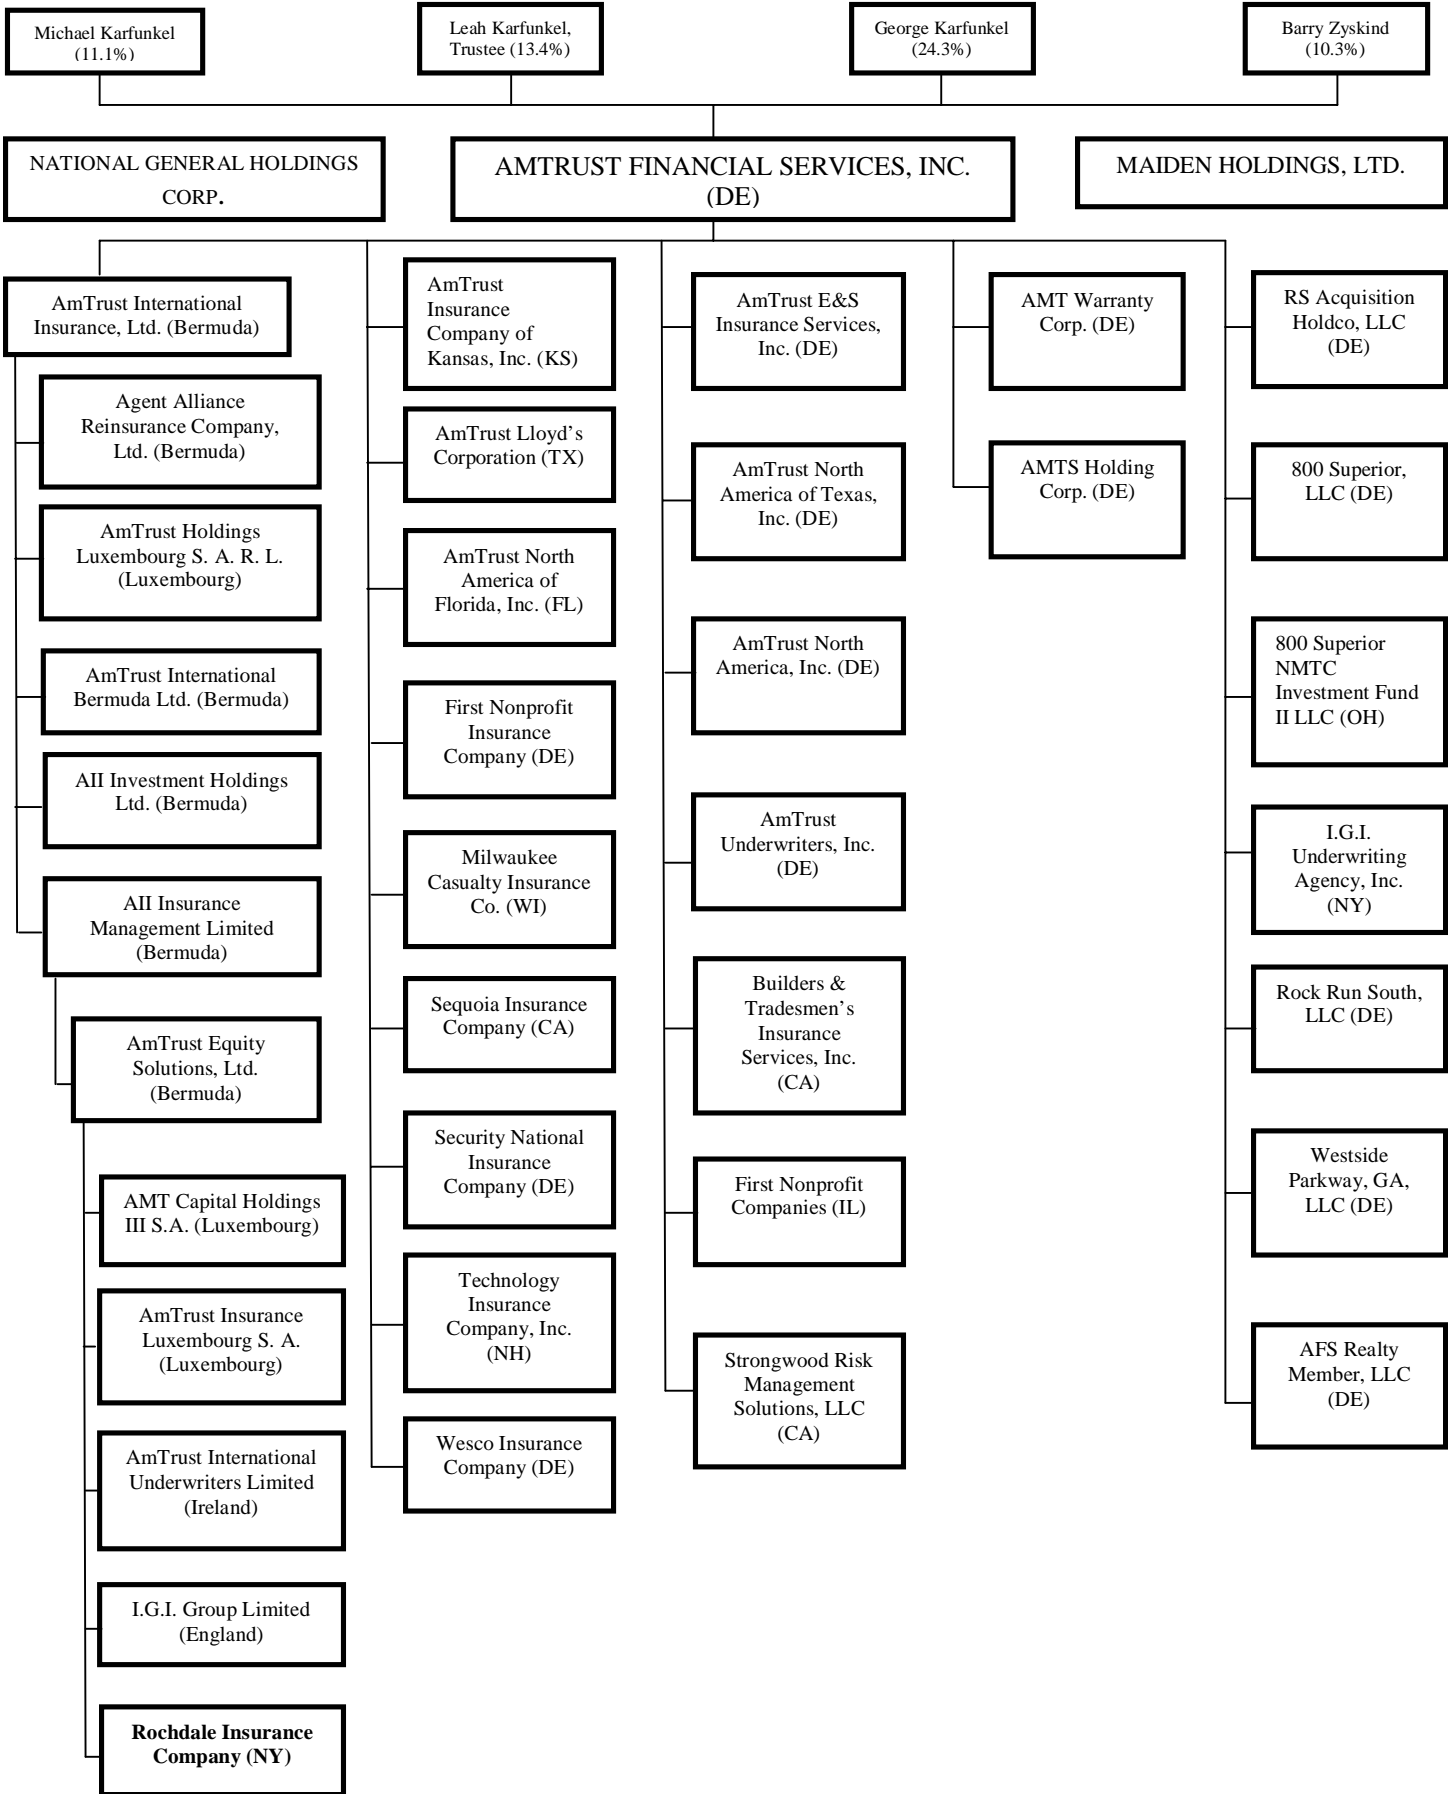 Michael Karfunkel
(11.1%)
Leah Karfunkel,
Trustee (13.4%)
George Karfunkel
(24.3%)
Barry Zyskind
(10.3%)
NATIONAL GENERAL HOLDINGS
CORP.
AMTRUST FINANCIAL SERVICES, INC.
(DE)
MAIDEN HOLDINGS, LTD.
AmTrust International
Insurance, Ltd. (Bermuda)
Agent Alliance
Reinsurance Company,
Ltd. (Bermuda)
AmTrust Holdings
Luxembourg S. A. R. L.
(Luxembourg)
AmTrust International
Bermuda Ltd. (Bermuda)
AII Investment Holdings
Ltd. (Bermuda)
AII Insurance
Management Limited
(Bermuda)
AmTrust Equity
Solutions, Ltd.
(Bermuda)
AMT Capital Holdings
III S.A. (Luxembourg)
AmTrust Insurance
Luxembourg S. A.
(Luxembourg)
AmTrust International
Underwriters Limited
(Ireland)
I.G.I. Group Limited
(England)
Rochdale Insurance
Company (NY)
AmTrust
Insurance
Company of
Kansas, Inc. (KS)
AmTrust Lloyd's
Corporation (TX)
AmTrust North
America of
Florida, Inc. (FL)
First Nonprofit
Insurance
Company (DE)
Milwaukee
Casualty Insurance
Co. (WI)
Sequoia Insurance
Company (CA)
Security National
Insurance
Company (DE)
Technology
Insurance
Company, Inc.
(NH)
Wesco Insurance
Company (DE)
AmTrust E&S
Insurance Services,
Inc. (DE)
AmTrust North
America of Texas,
Inc. (DE)
AmTrust North
America, Inc. (DE)
AmTrust
Underwriters, Inc.
(DE)
Builders &
Tradesmen's
Insurance
Services, Inc.
(CA)
First Nonprofit
Companies (IL)
Strongwood Risk
Management
Solutions, LLC
(CA)
AMT Warranty
Corp. (DE)
AMTS Holding
Corp. (DE)
RS Acquisition
Holdco, LLC
(DE)
800 Superior,
LLC (DE)
800 Superior
NMTC
Investment Fund
II LLC (OH)
I.G.I.
Underwriting
Agency, Inc.
(NY)
Rock Run South,
LLC (DE)
Westside
Parkway, GA,
LLC (DE)
AFS Realty
Member, LLC
(DE)